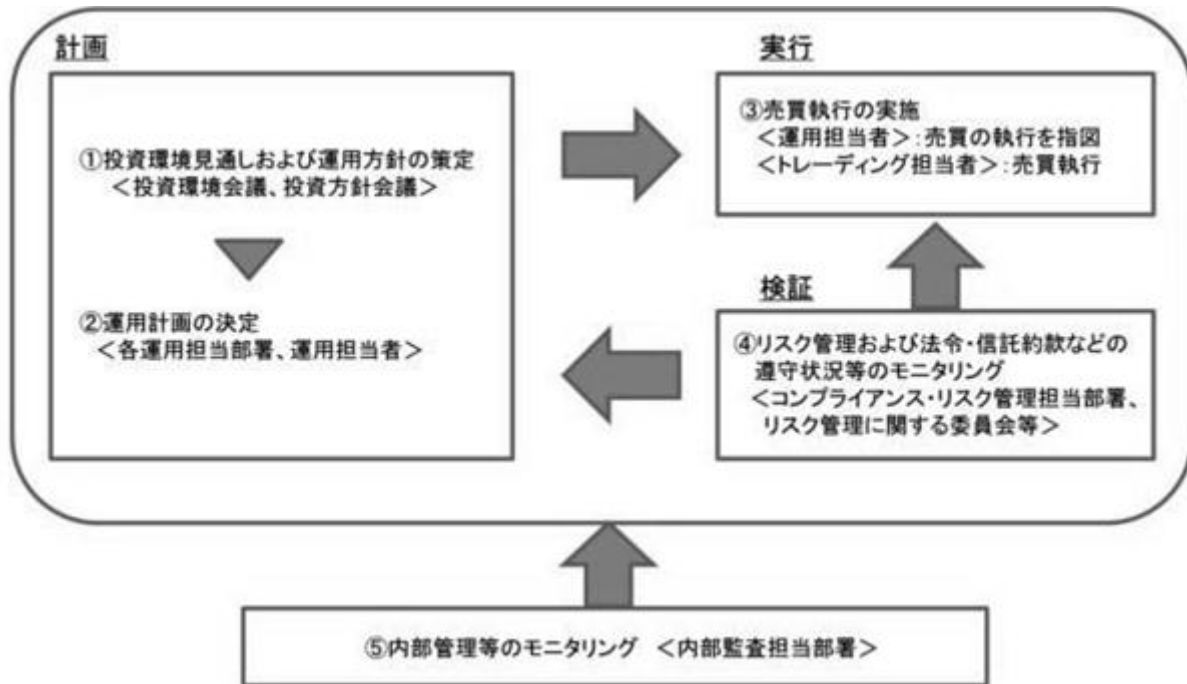 計画
①投資環境見通しおよび運用方針の策定
＜投資環境会議、投資方針会議＞
②運用計画の決定
＜各運用担当部署、運用担当者＞
実行
③売買執行の実施
＜運用担当者＞：売買の執行を指図
＜トレーディング担当者＞：売買執行
検証
④リスク管理および法令・信託約款などの
遵守状況等のモニタリング
＜コンプライアンス・リスク管理担当部署、
リスク管理に関する委員会等＞
⑤内部管理等のモニタリング　＜内部監査担当部署＞